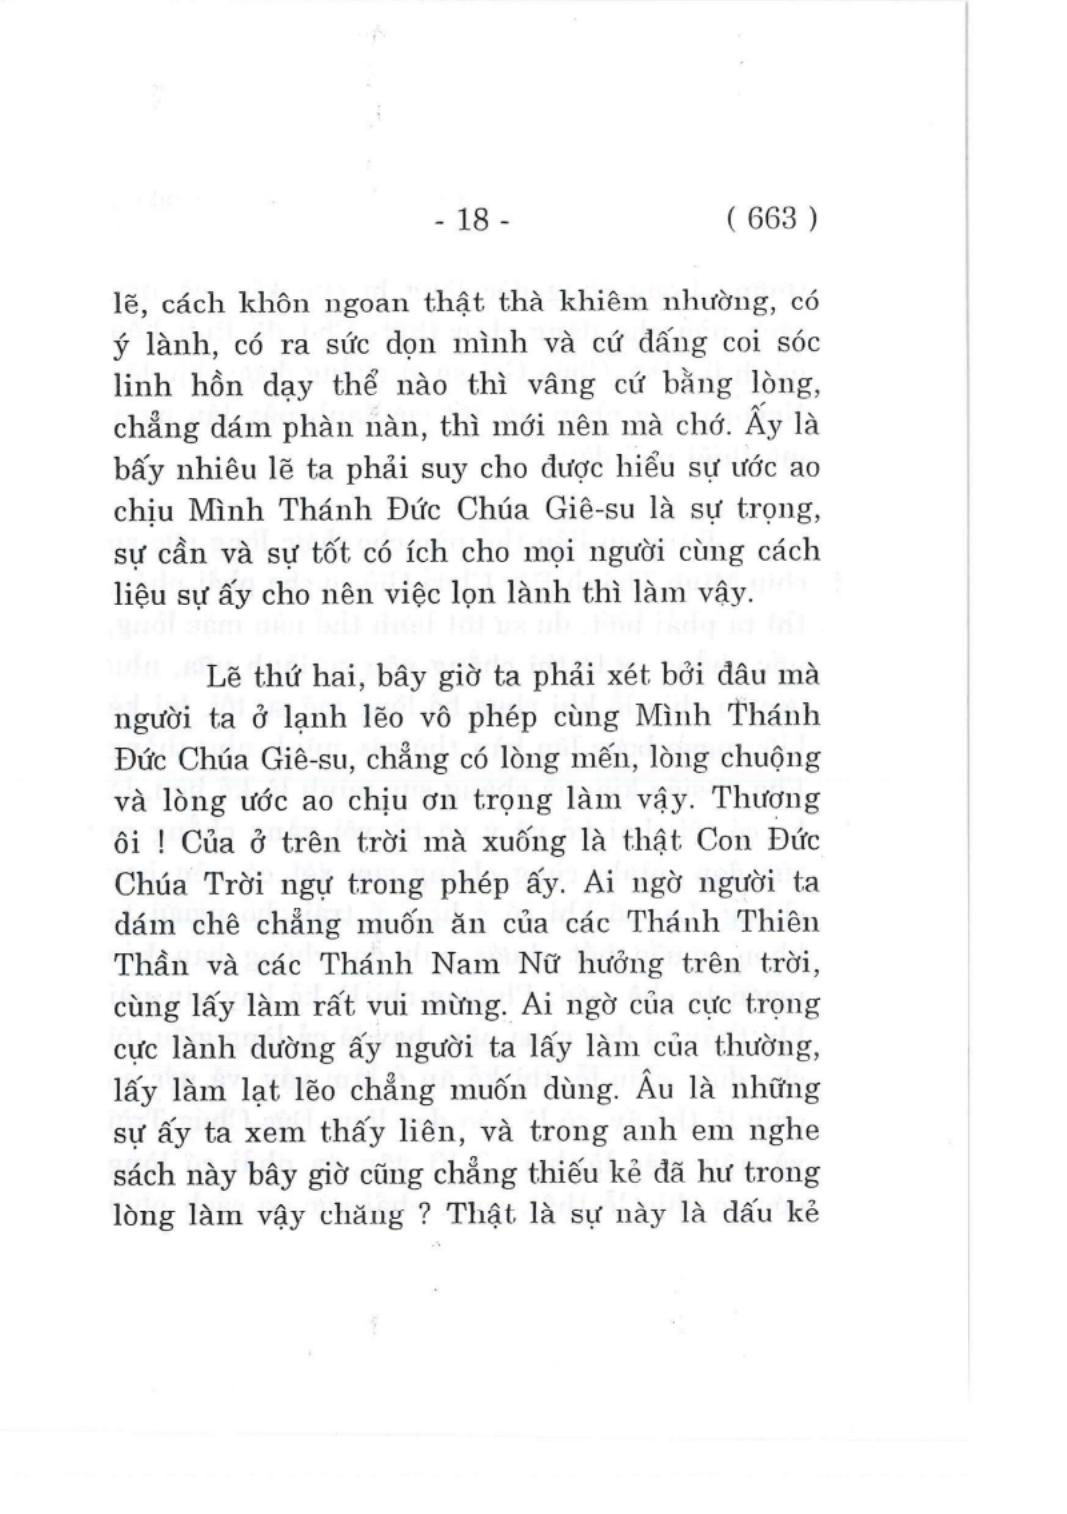 - 18 - ( 663 )
lẽ, cách khôn ngoan thật thà khiêm nhường, có
ý lành, có ra sức dọn mình và cứ đấng coi sóc
linh hồn dạy thể nào thì vâng cứ bằng lòng,
chẳng dám phàn nàn, thì mới nên mà chớ. Ấy là
bấy nhiêu lẽ ta phải suy cho được hiểu sự ước ao
chịu Mình Thánh Đức Chúa Giê-su là sự trọng,
sự cần và sự tốt có ích cho mọi người cùng cách
liệu sự ấy cho nên việc lọn lành thì làm vậy.
Lẽ thứ hai, bây giờ ta phải xét bởi đâu mà
người ta ở lạnh lẽo vô phép cùng Mình Thánh
Đức Chúa Giê-su, chẳng có lòng mến, lòng chuộng
và lòng ước ao chịu ơn trọng làm vậy. Thương
ôi ! Của ở trên trời mà xuống là thật Con Đức
Chúa Trời ngự trong phép ấy. Ai ngờ người ta
dám chê chẳng muốn ăn của các Thánh Thiên
Thần và các Thánh Nam Nữ hưởng trên trời,
cùng lấy làm rất vui mừng. Ai ngờ của cực trọng
cực lành dường ấy người ta lấy làm của thường,
lấy làm lạt lẽo chẳng muốn dùng. Âu là những
sự ấy ta xem thấy liên, và trong anh em nghe
sách này bây giờ cũng chẳng thiếu kẻ đã hư trong
lòng làm vậy chăng ? Thật là sự này là dấu kẻ